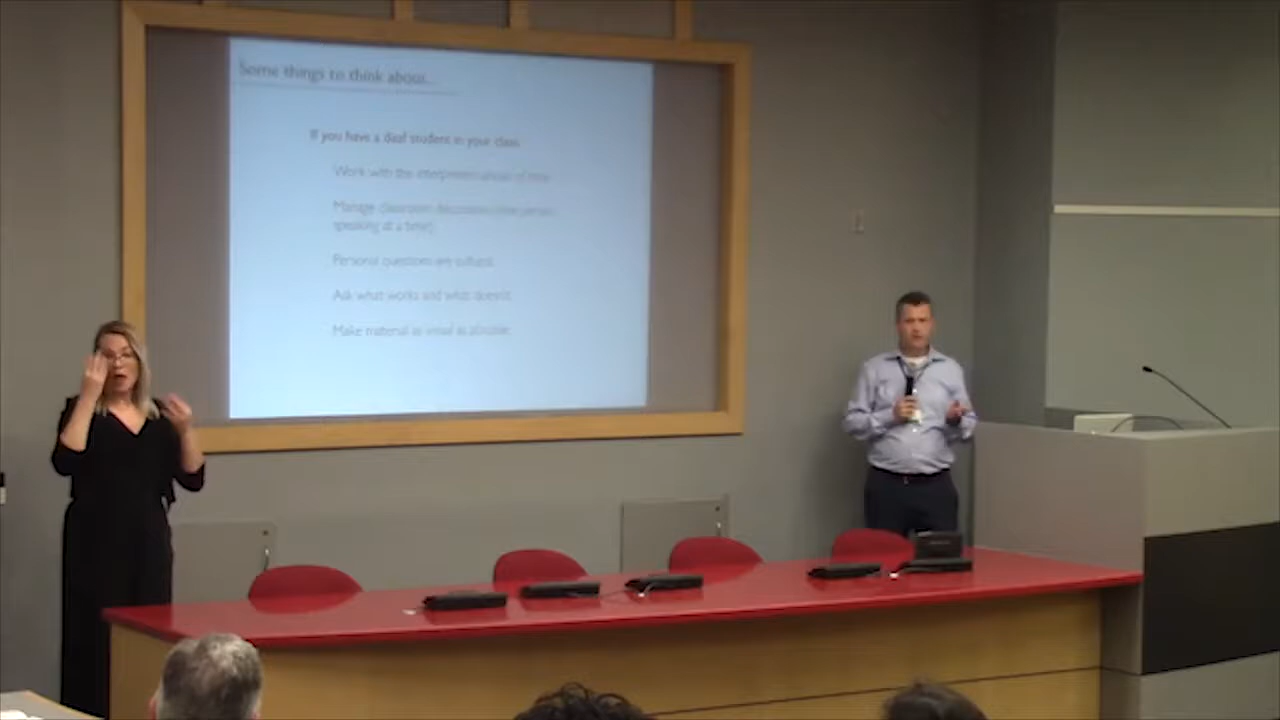 Some things to think about...
If you have a deaf student in your class
Work with the interpreter ahead of time
Manage classroom discussions (one person
speaking at a time)
Personal questions are cultural
Ask what works and what doesn't
Make material as visual as possible